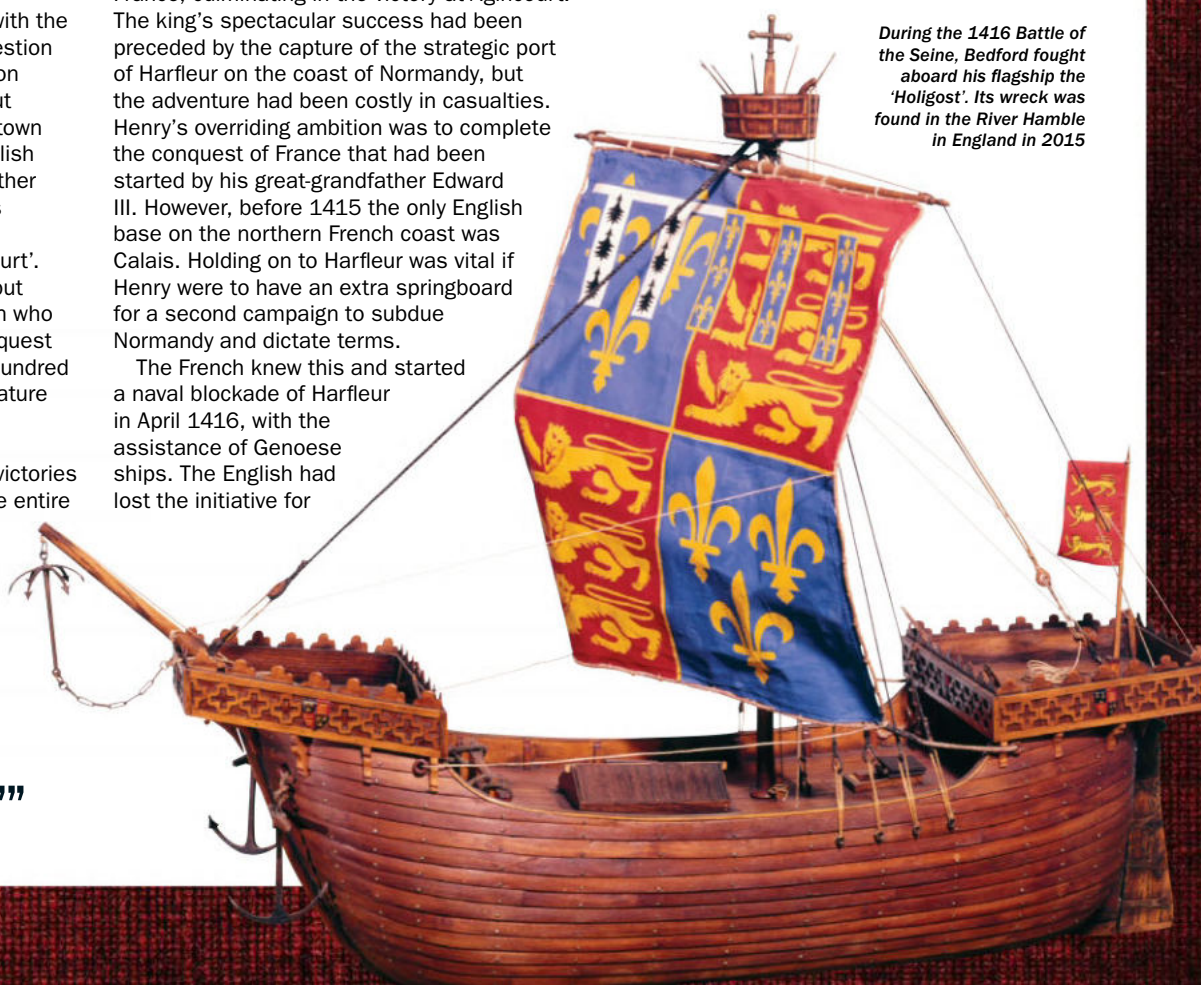 with the
estion
on
ut
town
lish
ther
s
urt’.
out
n who
quest
undred
ature
victories
e entire
The king’s spectacular success had been
preceded by the capture of the strategic port
of Harfleur on the coast of Normandy, but
the adventure had been costly in casualties.
Henry’s overriding ambition was to complete
the conquest of France that had been
started by his great-grandfather Edward
III. However, before 1415 the only English
base on the northern French coast was
Calais. Holding on to Harfleur was vital if
Henry were to have an extra springboard
for a second campaign to subdue
Normandy and dictate terms.
The French knew this and started
a naval blockade of Harfleur
in April 1416, with the
assistance of Genoese
ships. The English had
lost the initiative for
”
During the 1416 Battle of
the Seine, Bedford fought
aboard his flagship the
‘Holigost’. Its wreck was
found in the River Hamble
in England in 2015